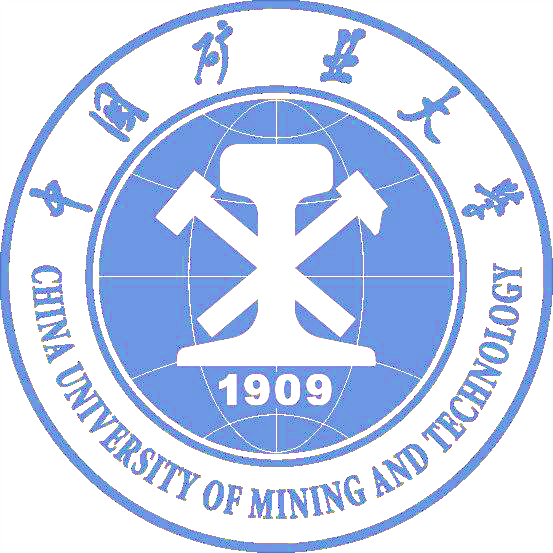 中国矿业大学
1909
CHINA UNIVERSITY OF MINING AND TECHNOLOGY